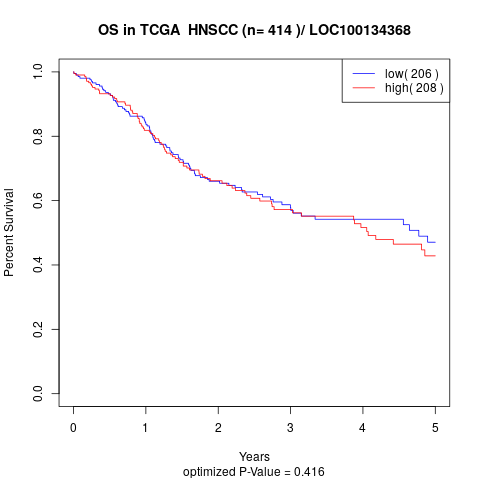 OS in TCGA  HNSCC (n= 414 )/ LOC100134368
low( 206 )
high( 208 )
Percent Survival
1.0
0.8
0.6
0.4
0.2
0.0
0 1 2 3 4 5
Years
optimized P-Value = 0.416